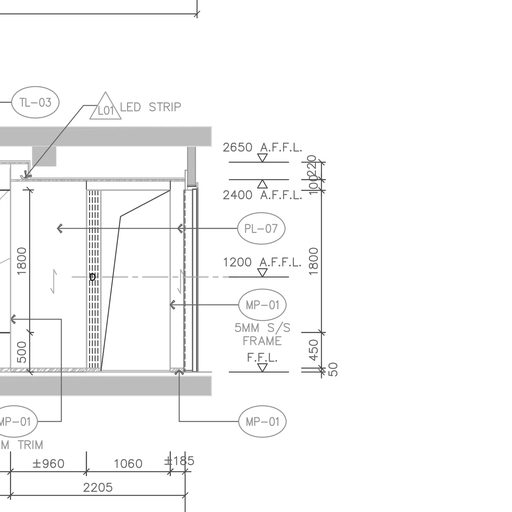 TL-03
L01 LED STRIP
2650 A.F.F.L.
220
100
2400 A.F.F.L.
PL-07
1800
1200 A.F.F.L.
1800
MP-01
5MM S/S
FRAME
500
F.F.L.
450
50
MP-01
MP-01
M TRIM
±960
1060
±185
2205